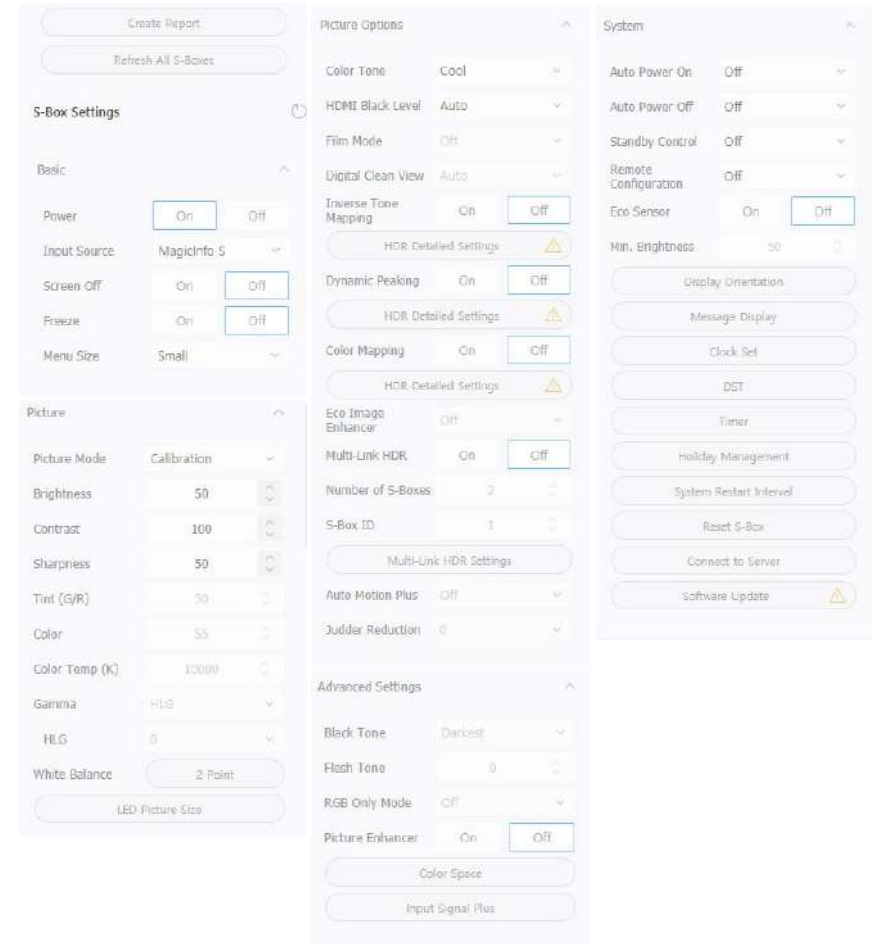 Create Report
Refresh All S-Boxes
S-Box Settings
Basic
Power On Off
Input Source MagicInfo S
Screen Off On Off
Freeze On Off
Menu Size Small
Picture
Picture Mode Calibration
Brightness 50
Contrast 100
Sharpness 50
Tint (G/R) 50
Color 55
Color Temp (K) 10000
Gamma HLG
HLG 0
White Balance 2 Point
LED Picture Size
Picture Options
Color Tone Cool
HDMI Black Level Auto
Film Mode Off
Digital Clean View Auto
Inverse Tone
Mapping On Off
HDR Detailed Settings
Dynamic Peaking On Off
HDR Detailed Settings
Color Mapping On Off
HDR Detailed Settings
Eco Image
Enhancer Off
Multi-Link HDR On Off
Number of S-Boxes 2
S-Box ID 1
Multi-Link HDR Settings
Auto Motion Plus Off
Judder Reduction 0
Advanced Settings
Black Tone Darkest
Flesh Tone 0
RGB Only Mode Off
Picture Enhancer On Off
Color Space
Input Signal Plus
System
Auto Power On Off
Auto Power Off Off
Standby Control Off
Remote
Configuration Off
Eco Sensor On Off
Min. Brightness 50
Display Orientation
Message Display
Clock Set
DST
Timer
Holiday Management
System Restart Interval
Reset S-Box
Connect to Server
Software Update